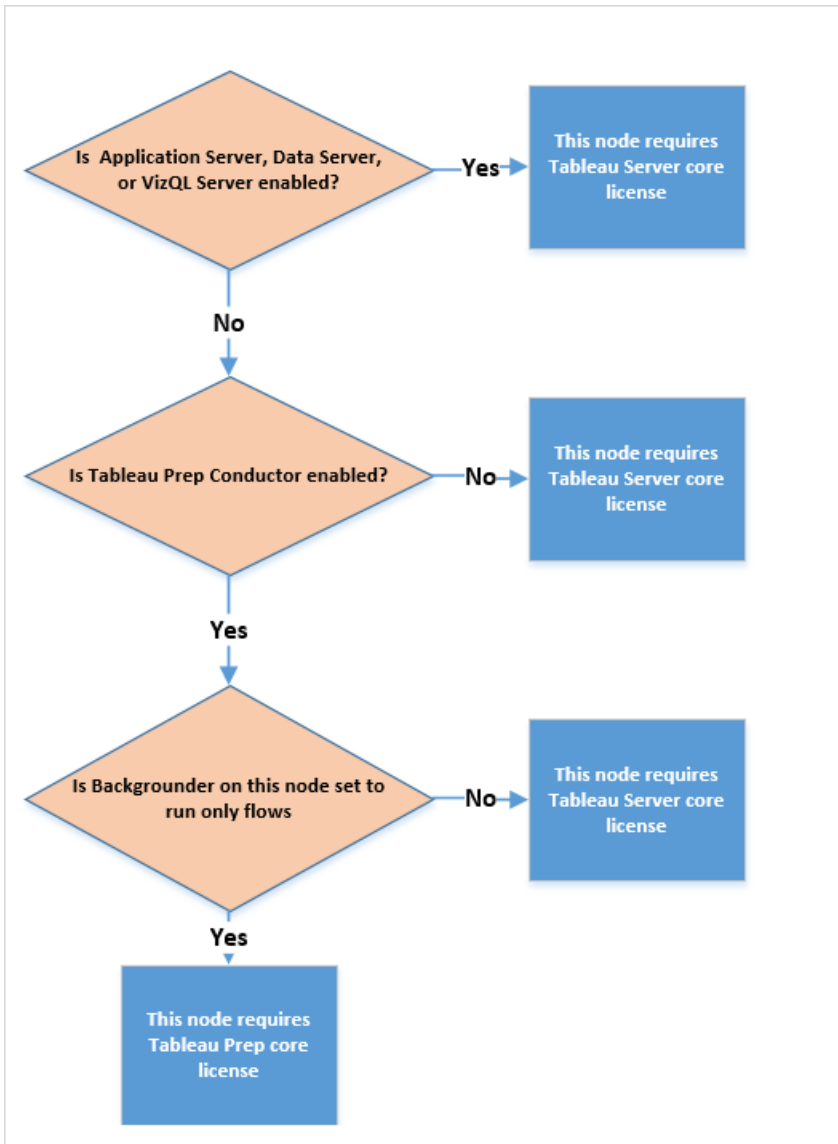 Is  Application Server, Data Server,
or VizQL Server enabled?
Yes
This node requires
Tableau Server core
license
No
Is Tableau Prep Conductor enabled?
No
This node requires
Tableau Server core
license
Yes
Is Backgrounder on this node set to
run only flows
No
This node requires
Tableau Server core
license
Yes
This node requires
Tableau Prep core
license